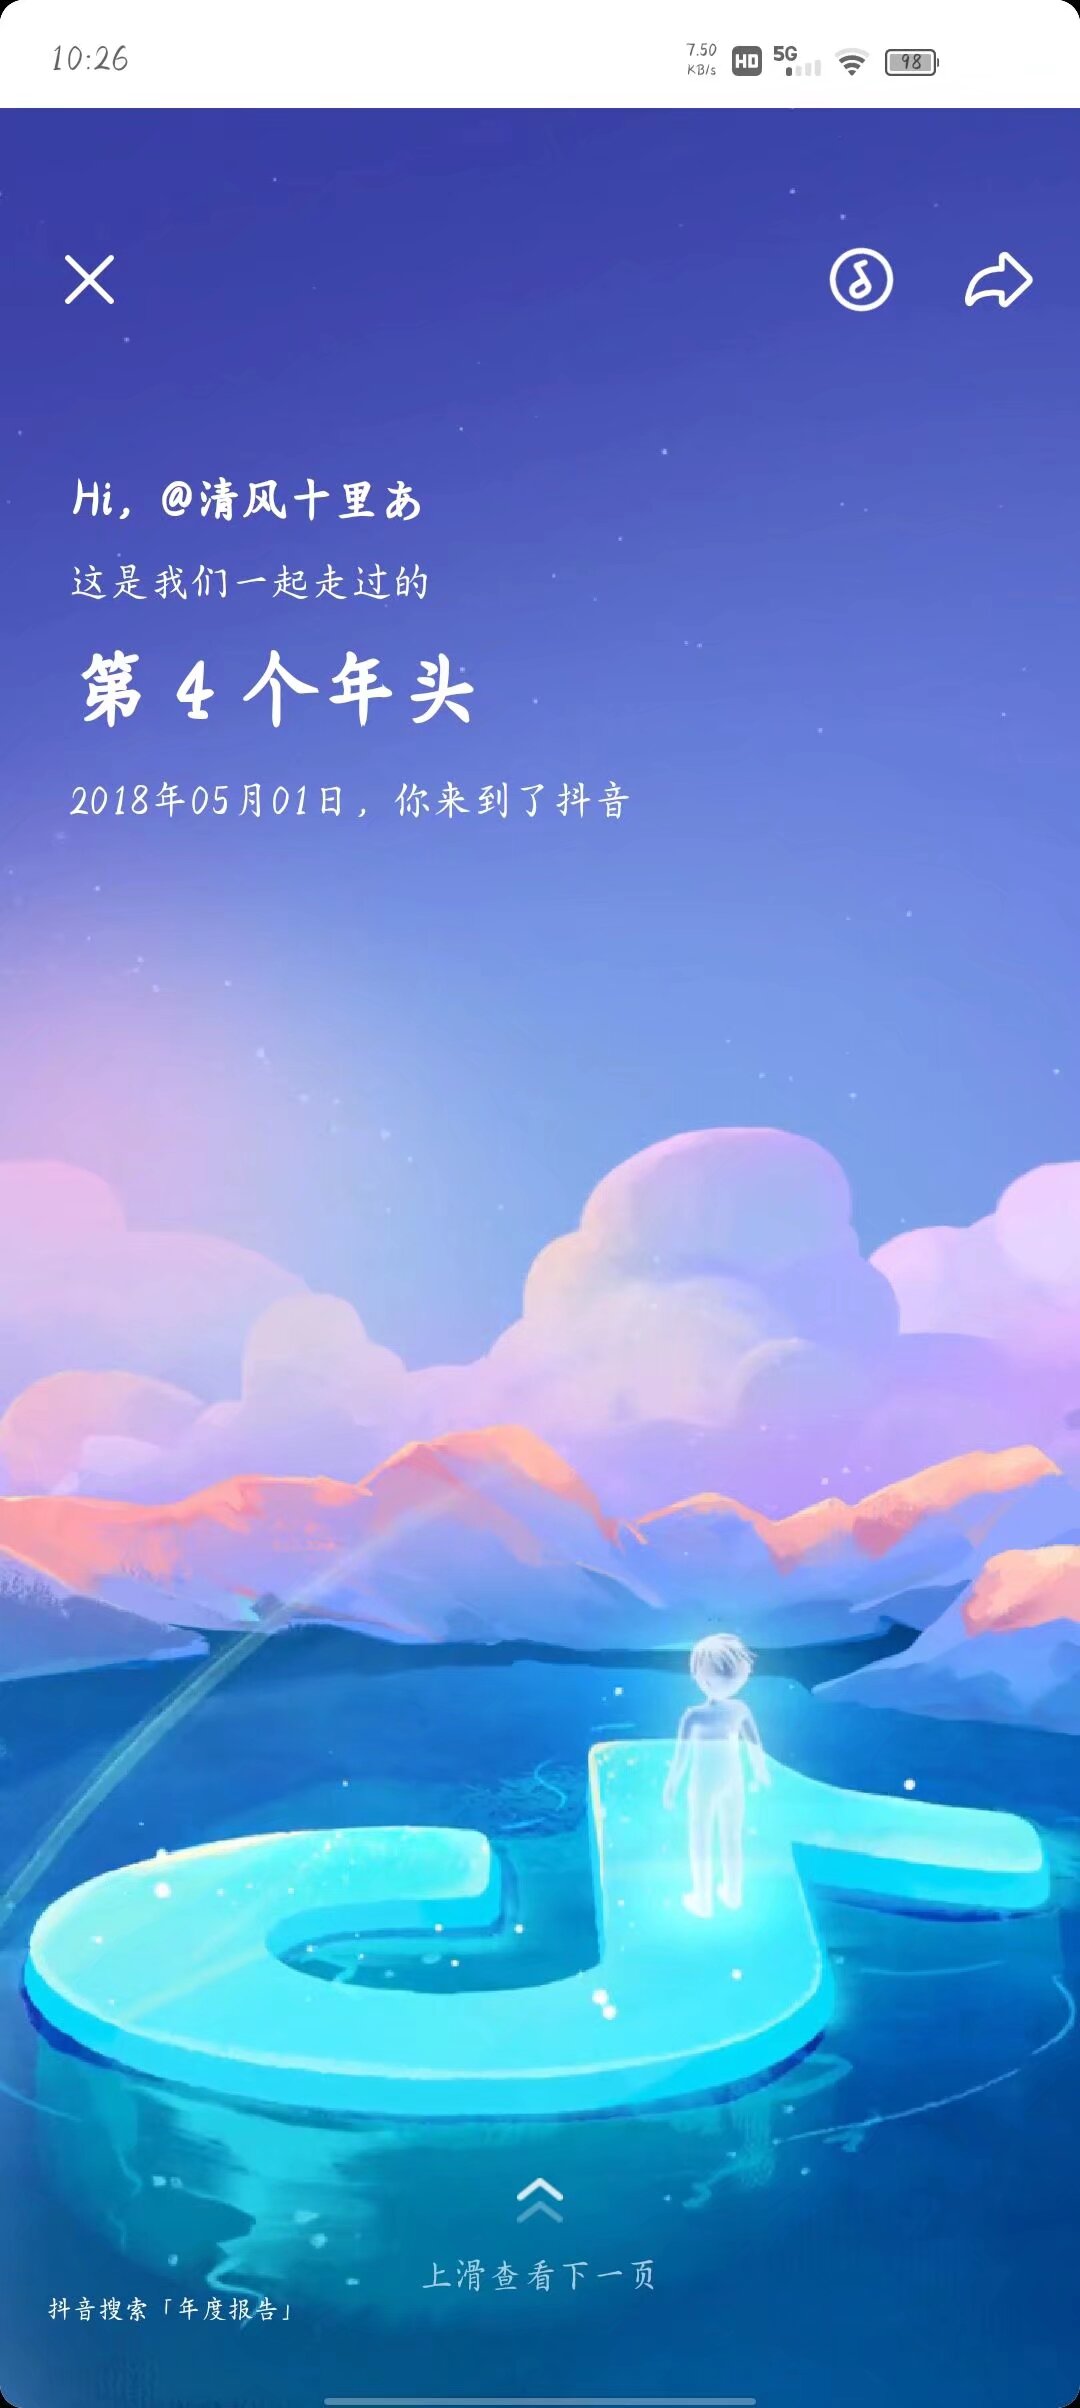 10:26
7.50
KB/s
HD
5G
98
Hi，@清风十里あ
这是我们一起走过的
第 4 个年头
2018年05月01日，你来到了抖音
上滑查看下一页
抖音搜索「年度报告」